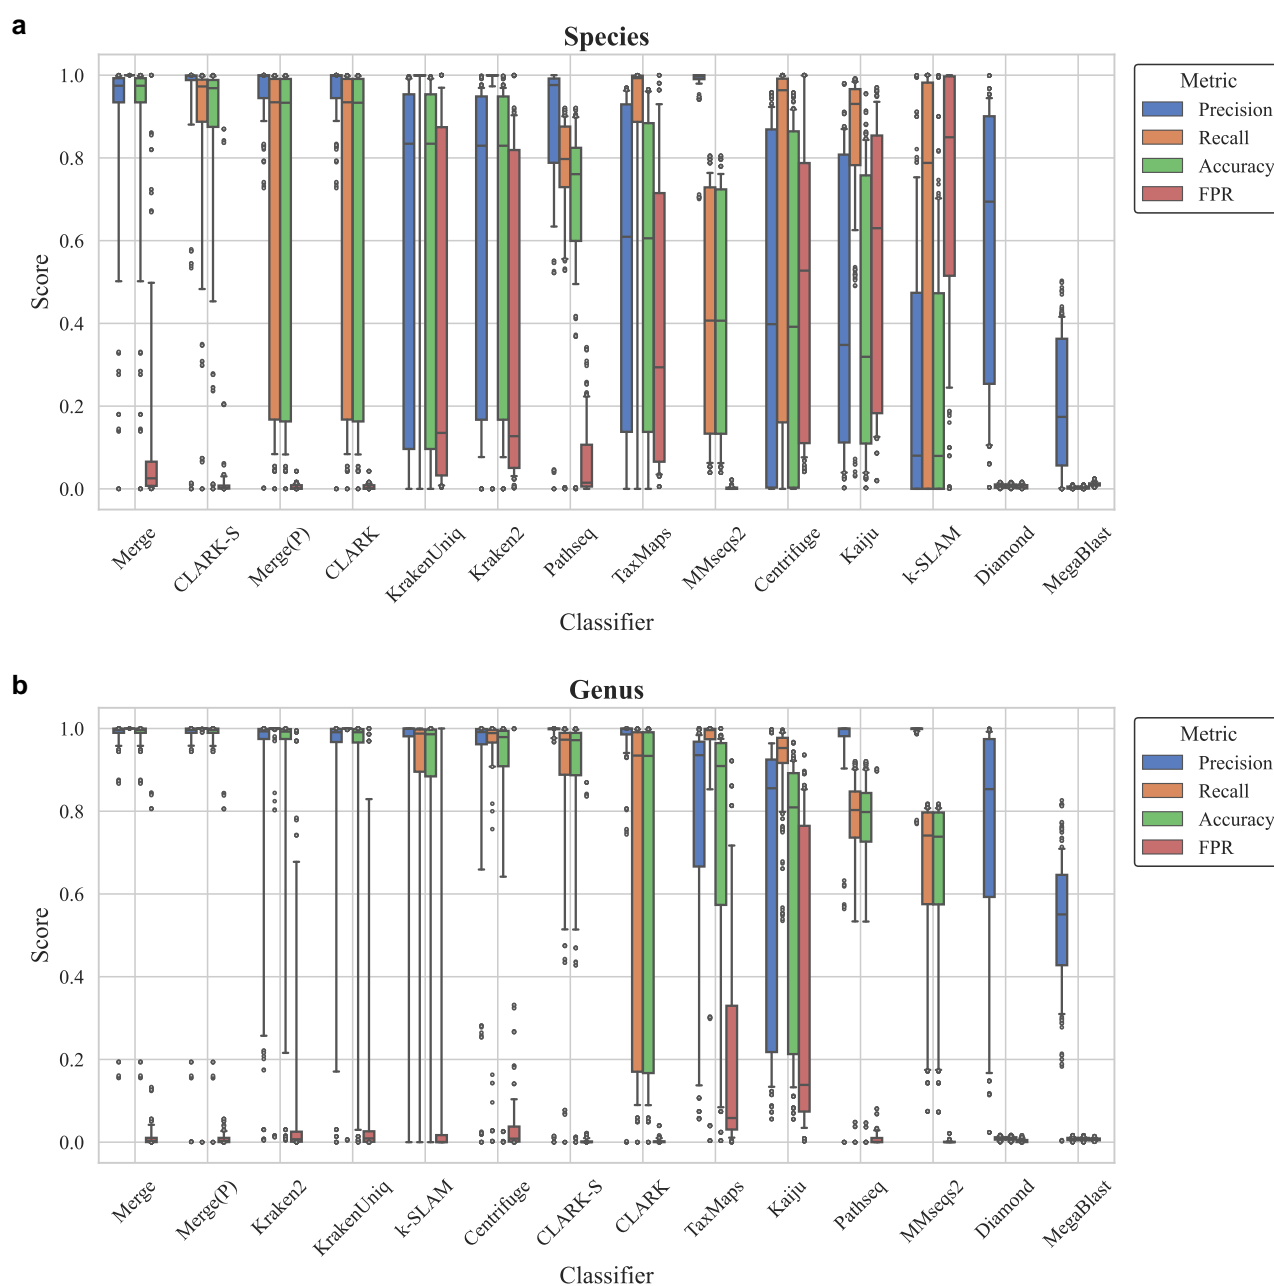 a
Species
1.0
0.8
0.6
0.4
0.2
0.0
Score
Merge
CLARK-S
Merge(P)
CLARK
KrakenUniq
Kraken2
Pathseq
TaxMaps
MMseqs2
Centrifuge
Kaiju
k-SLAM
Diamond
MegaBlast
Classifier
Metric
Precision
Recall
Accuracy
FPR
b
Genus
1.0
0.8
0.6
0.4
0.2
0.0
Score
Merge
Merge(P)
Kraken2
KrakenUniq
k-SLAM
Centrifuge
CLARK-S
CLARK
TaxMaps
Kaiju
Pathseq
MMseqs2
Diamond
MegaBlast
Classifier
Metric
Precision
Recall
Accuracy
FPR